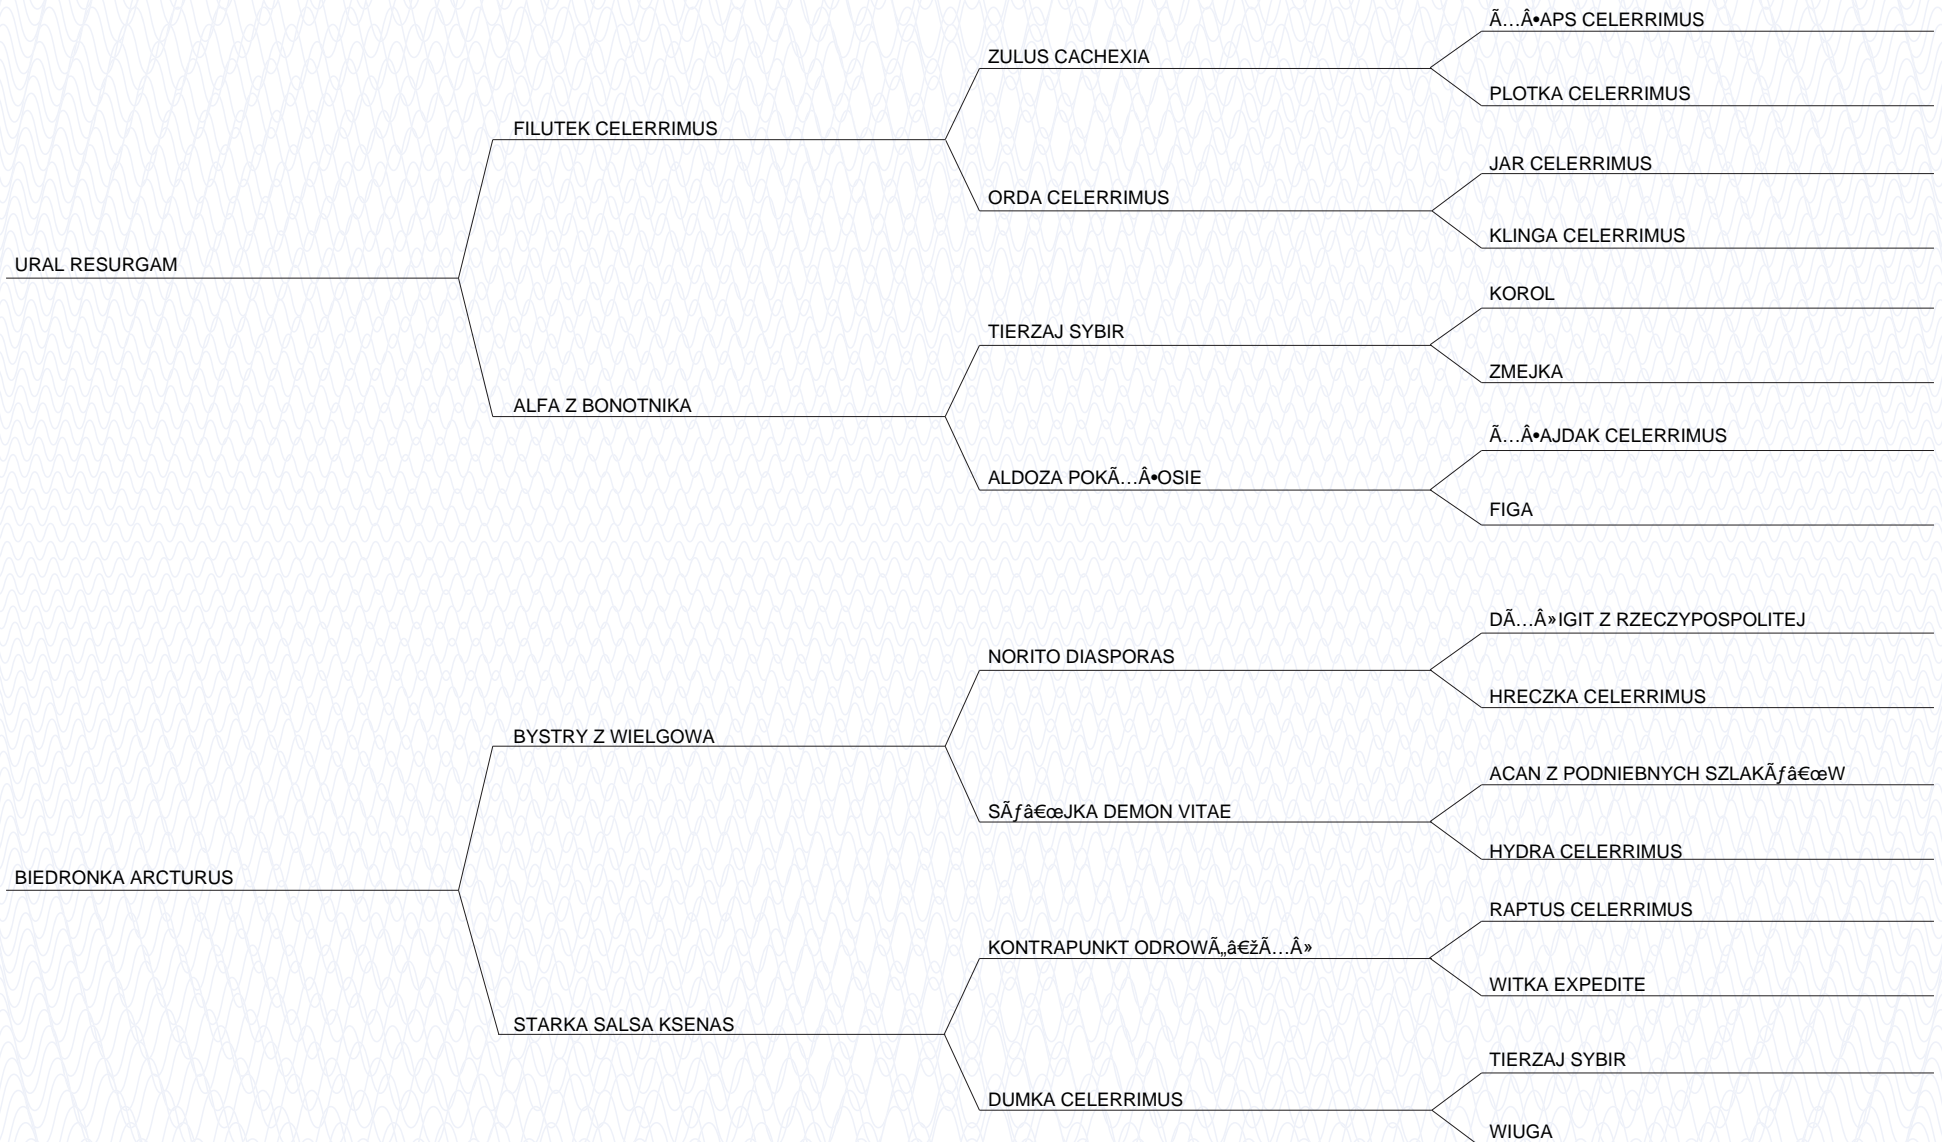 Ã…Â•APS CELERRIMUS
ZULUS CACHEXIA
PLOTKA CELERRIMUS
FILUTEK CELERRIMUS
JAR CELERRIMUS
ORDA CELERRIMUS
KLINGA CELERRIMUS
URAL RESURGAM
KOROL
TIERZAJ SYBIR
ZMEJKA
ALFA Z BONOTNIKA
Ã…Â•AJDAK CELERRIMUS
ALDOZA POKÃ…Â•OSIE
FIGA
DÃ…Â»IGIT Z RZECZYPOSPOLITEJ
NORITO DIASPORAS
HRECZKA CELERRIMUS
BYSTRY Z WIELGOWA
ACAN Z PODNIEBNYCH SZLAKÃƒâ€œW
SÃƒâ€œJKA DEMON VITAE
HYDRA CELERRIMUS
BIEDRONKA ARCTURUS
RAPTUS CELERRIMUS
KONTRAPUNKT ODROWÃ„â€žÃ…Â»
WITKA EXPEDITE
STARKA SALSA KSENAS
TIERZAJ SYBIR
DUMKA CELERRIMUS
WIUGA